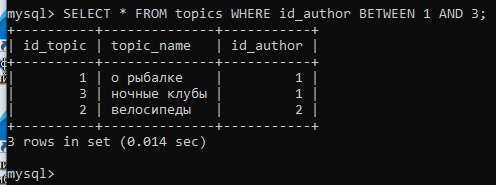 mysql> SELECT * FROM topics WHERE id_author BETWEEN 1 AND 3;
+----------+--------------+-----------+
| id_topic | topic_name   | id_author |
+----------+--------------+-----------+
|        1 | о рыбалке    |         1 |
|        3 | ночные клубы |         1 |
|        2 | велосипеды   |         2 |
+----------+--------------+-----------+
3 rows in set (0.014 sec)
mysql>